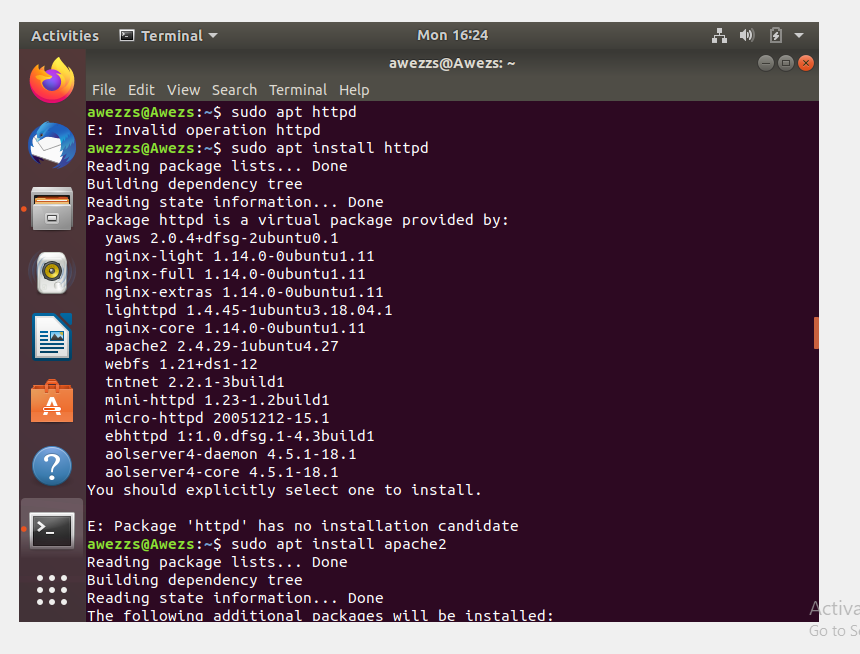 Activities Terminal Mon 16:24
awezzs@Awezs: ~
File Edit View Search Terminal Help
awezzs@Awezs:~$ sudo apt httpd
E: Invalid operation httpd
awezzs@Awezs:~$ sudo apt install httpd
Reading package lists... Done
Building dependency tree
Reading state information... Done
Package httpd is a virtual package provided by:
  yaws 2.0.4+dfsg-2ubuntu0.1
  nginx-light 1.14.0-0ubuntu1.11
  nginx-full 1.14.0-0ubuntu1.11
  nginx-extras 1.14.0-0ubuntu1.11
  lighttpd 1.4.45-1ubuntu3.18.04.1
  nginx-core 1.14.0-0ubuntu1.11
  apache2 2.4.29-1ubuntu4.27
  webfs 1.21+ds1-12
  tntnet 2.2.1-3build1
  mini-httpd 1.23-1.2build1
  micro-httpd 20051212-15.1
  ebhttpd 1:1.0.dfsg.1-4.3build1
  aolserver4-daemon 4.5.1-18.1
  aolserver4-core 4.5.1-18.1
You should explicitly select one to install.
E: Package 'httpd' has no installation candidate
awezzs@Awezs:~$ sudo apt install apache2
Reading package lists... Done
Building dependency tree
Reading state information... Done
The following additional packages will be installed:
Activa
Go to Se